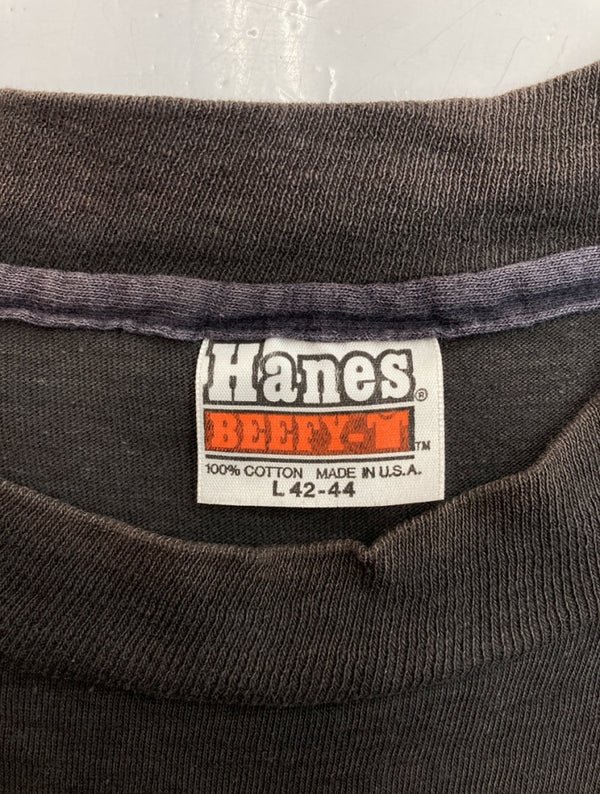 Hanes®
BEEFY-T™
100% COTTON MADE IN U.S.A.
L 42-44